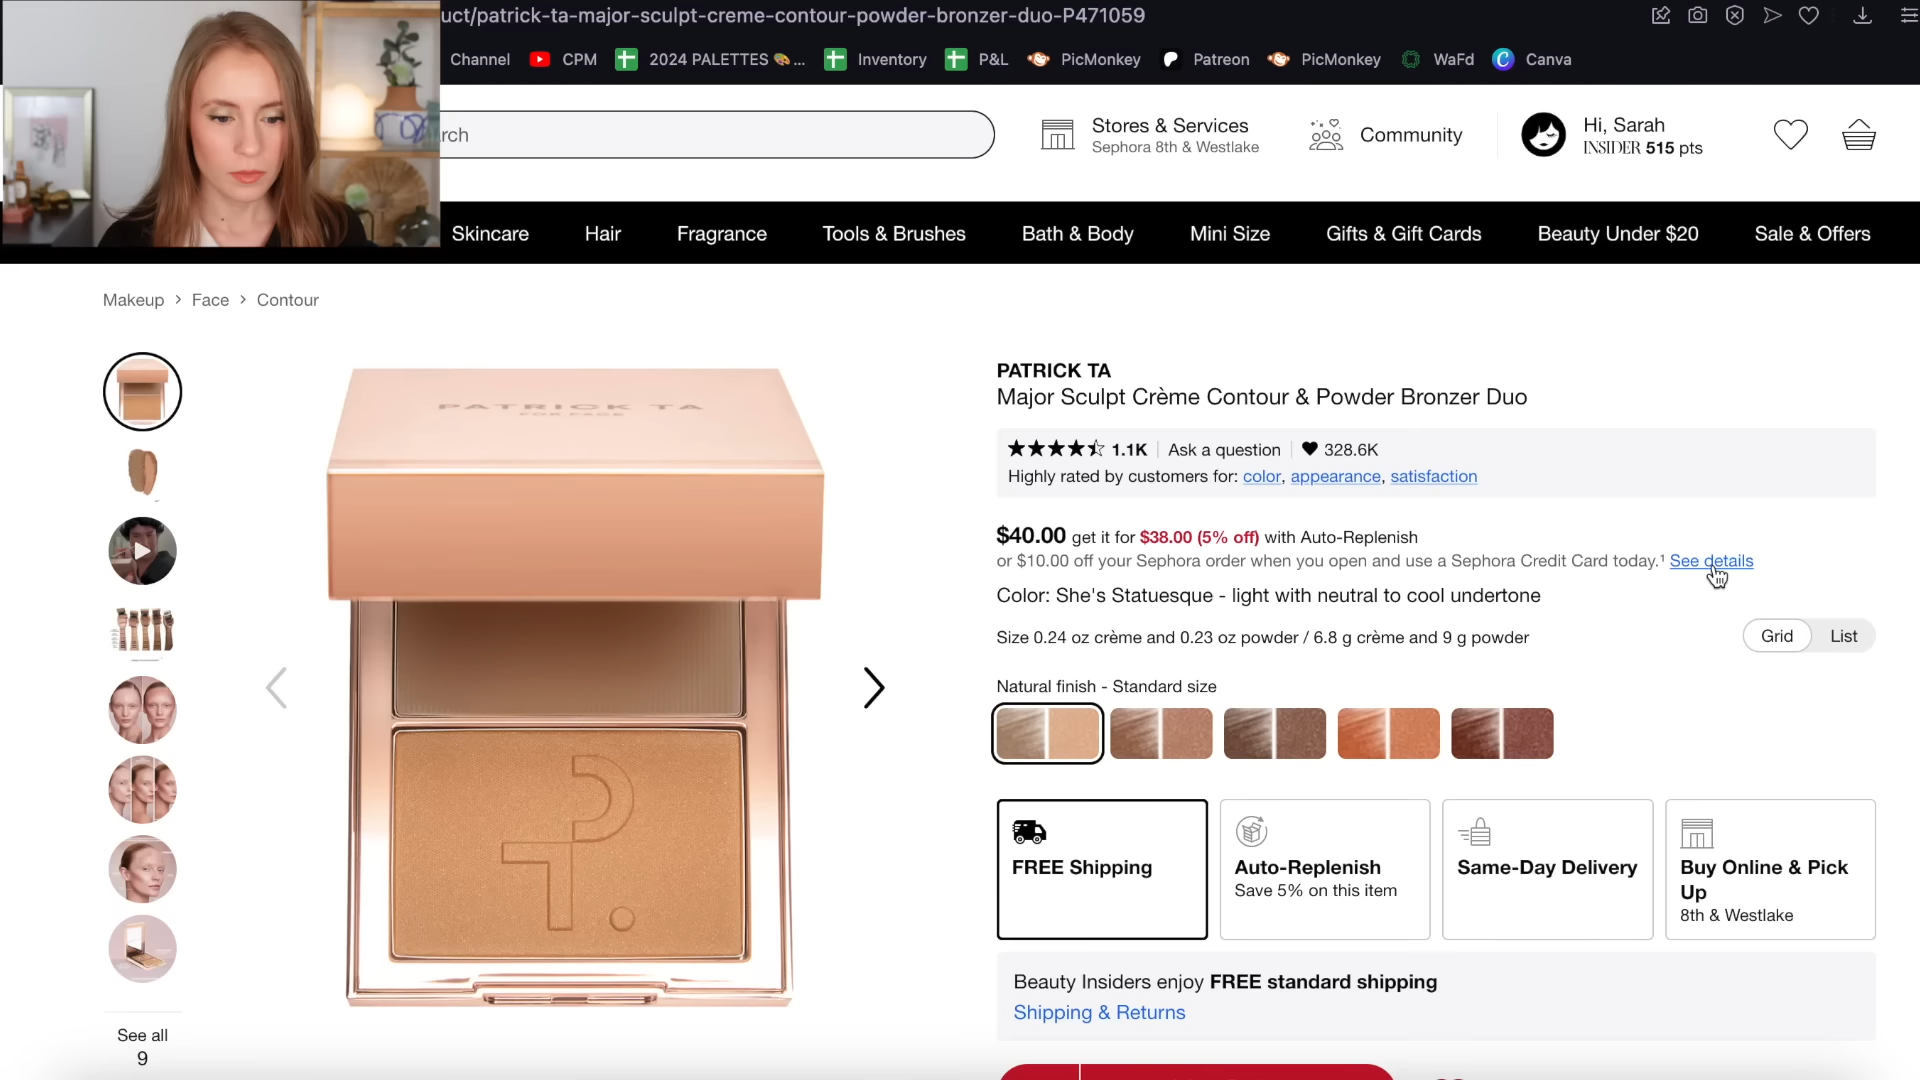 uct/patrick-ta-major-sculpt-creme-contour-powder-bronzer-duo-P471059
Channel CPM 2024 PALETTES 🎨 ... Inventory P&L PicMonkey Patreon PicMonkey WaFd Canva
rch
Stores & Services
Sephora 8th & Westlake
Community
Hi, Sarah
INSIDER 515 pts
Skincare Hair Fragrance Tools & Brushes Bath & Body Mini Size Gifts & Gift Cards Beauty Under $20 Sale & Offers
Makeup > Face > Contour
PATRICK TA
FOR FACE
PATRICK TA
Major Sculpt Crème Contour & Powder Bronzer Duo
1.1K | Ask a question | 328.6K
Highly rated by customers for: color, appearance, satisfaction
$40.00 get it for $38.00 (5% off) with Auto-Replenish
or $10.00 off your Sephora order when you open and use a Sephora Credit Card today.¹ See details
Color: She's Statuesque - light with neutral to cool undertone
Size 0.24 oz crème and 0.23 oz powder / 6.8 g crème and 9 g powder
Grid List
Natural finish - Standard size
FREE Shipping
Auto-Replenish
Save 5% on this item
Same-Day Delivery
Buy Online & Pick
Up
8th & Westlake
Beauty Insiders enjoy FREE standard shipping
Shipping & Returns
See all
9